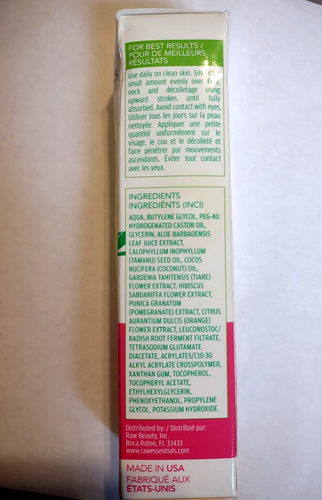 FOR BEST RESULTS /
POUR DE MEILLEURS
RÉSULTATS
Use daily on clean skin.
small amount evenly over
neck and décolletage using
upward strokes until fully
absorbed. Avoid contact with eyes.
Utiliser tous les jours sur la peau
nettoyée. Appliquer une petite
quantité uniformément sur le
visage, le cou et le décolleté et
faire pénétrer par mouvements
ascendants. Éviter tout contact
avec les yeux.
INGREDIENTS
INGREDIËNTS (INCI)
AQUA, BUTYLENE GLYCOL, PEG-40
HYDROGENATED CASTOR OIL,
GLYCERIN, ALOE BARBADENSIS
LEAF JUICE EXTRACT,
CALOPHYLLUM INOPHYLLUM
(TAMANU) SEED OIL, COCOS
NUCIFERA (COCONUT) OIL,
GARDENIA TAHITENSIS (TIARE)
FLOWER EXTRACT, HIBISCUS
SABDARIFFA FLOWER EXTRACT,
PUNICA GRANATUM
(POMEGRANATE) EXTRACT, CITRUS
AURANTIUM DULCIS (ORANGE)
FLOWER EXTRACT, LEUCONOSTOC/
RADISH ROOT FERMENT FILTRATE,
TETRASODIUM GLUTAMATE
DIACETATE, ACRYLATES/C10-30
ALKYL ACRYLATE CROSSPOLYMER,
XANTHAN GUM, TOCOPHEROL,
TOCOPHERYL ACETATE,
ETHYLHEXYLGLYCERIN,
PHENOXYETHANOL, PROPYLENE
GLYCOL, POTASSIUM HYDROXIDE.
Distributed by: / Distribué par:
Raw Beauty, Inc.
Boca Raton, FL 33433
www.rawessentials.com
MADE IN USA
FABRIQUÉ AUX
ÉTATS-UNIS